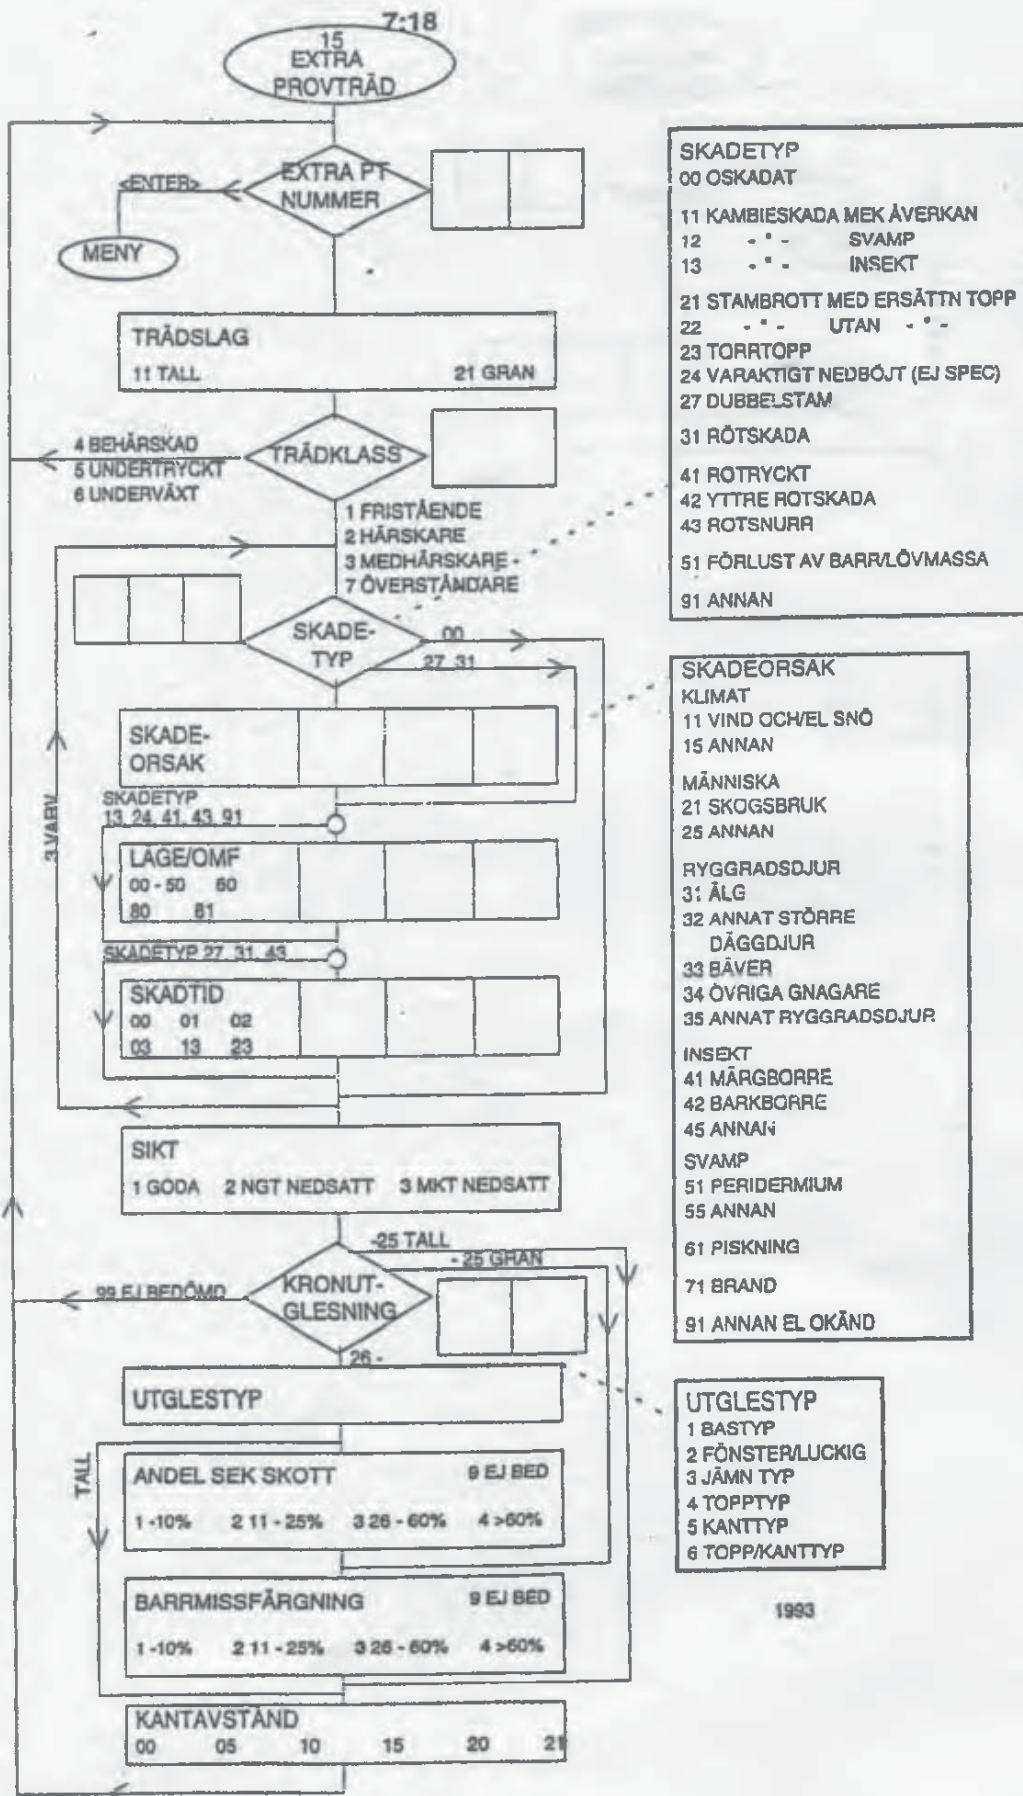 7:18
15
EXTRA
PROVTRÄD
EXTRA PT
NUMMER
<ENTER>
MENY
TRÄDSLAG
11 TALL 21 GRAN
4 BEHÄRSKAD
5 UNDERTRYCKT
6 UNDERVÄXT
TRÄDKLASS
1 FRISTÅENDE
2 HÄRSKARE
3 MEDHÄRSKARE -
7 ÖVERSTÅNDARE
SKADE-
TYP
00
27 31
SKADE-
ORSAK
3 VARV
SKADETYP
13, 24, 41, 43, 91
LÄGE/OMF
00 - 50 60
80 81
SKADETYP 27, 31, 43
SKADTID
00 01 02
03 13 23
SIKT
1 GODA 2 NGT NEDSATT 3 MKT NEDSATT
-25 TALL
- 25 GRAN
99 EJ BEDÖMD
KRONUT-
GLESNING
26 -
UTGLESTYP
TALL
ANDEL SEK SKOTT 9 EJ BED
1 -10% 2 11 - 25% 3 26 - 60% 4 >60%
BARRMISSFÄRGNING 9 EJ BED
1 -10% 2 11 - 25% 3 26 - 60% 4 >60%
KANTAVSTÅND
00 05 10 15 20 21
SKADETYP
00 OSKADAT
11 KAMBIESKADA MEK ÅVERKAN
12 - " - SVAMP
13 - " - INSEKT
21 STAMBROTT MED ERSÄTTN TOPP
22 - " - UTAN - " -
23 TORRTOPP
24 VARAKTIGT NEDBÖJT (EJ SPEC)
27 DUBBELSTAM
31 RÖTSKADA
41 ROTRYCKT
42 YTTRE ROTSKADA
43 ROTSNURR
51 FÖRLUST AV BARR/LÖVMASSA
91 ANNAN
SKADEORSAK
KLIMAT
11 VIND OCH/EL SNÖ
15 ANNAN
MÄNNISKA
21 SKOGSBRUK
25 ANNAN
RYGGRADSDJUR
31 ÄLG
32 ANNAT STÖRRE
DÄGGDJUR
33 BÄVER
34 ÖVRIGA GNAGARE
35 ANNAT RYGGRADSDJUR
INSEKT
41 MÄRGBORRE
42 BARKBORRE
45 ANNAN
SVAMP
51 PERIDERMIUM
55 ANNAN
61 PISKNING
71 BRAND
91 ANNAN EL OKÄND
UTGLESTYP
1 BASTYP
2 FÖNSTER/LUCKIG
3 JÄMN TYP
4 TOPPTYP
5 KANTTYP
6 TOPP/KANTTYP
1993